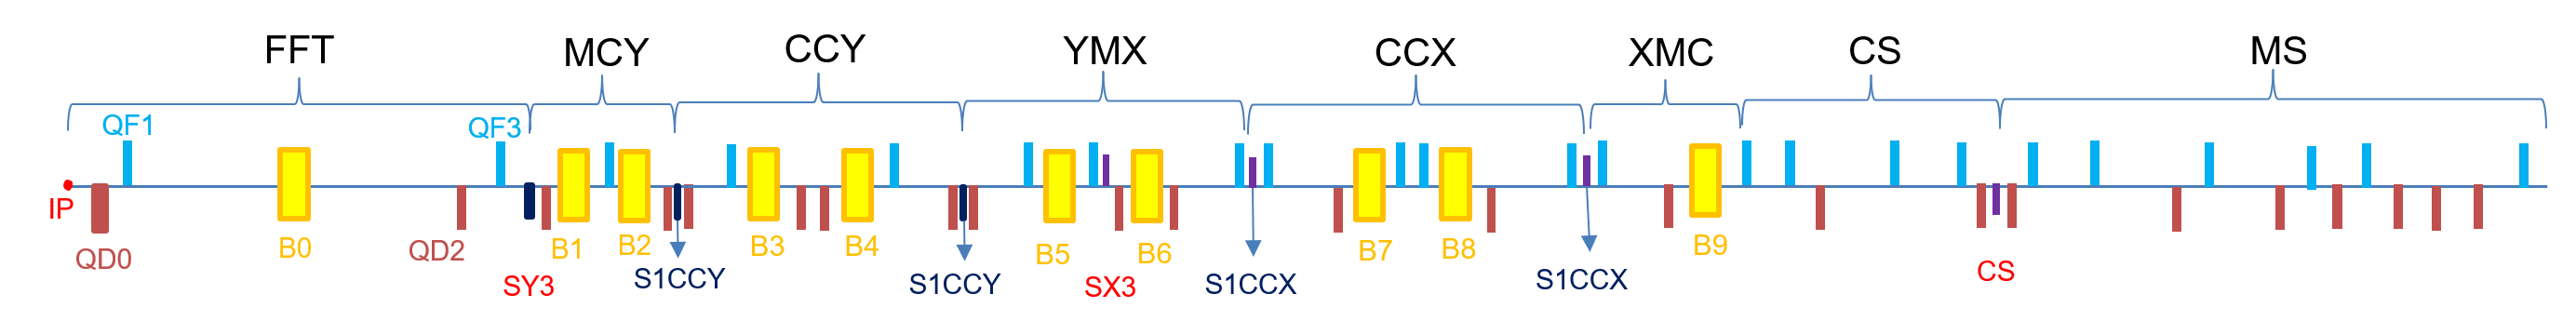 FFT MCY CCY YMX CCX XMC CS MS
QF1 QF3
IP
QD0 B0 QD2 B1 B2 B3 B4 B5 B6 B7 B8 B9
SY3 S1CCY S1CCY SX3 S1CCX S1CCX CS